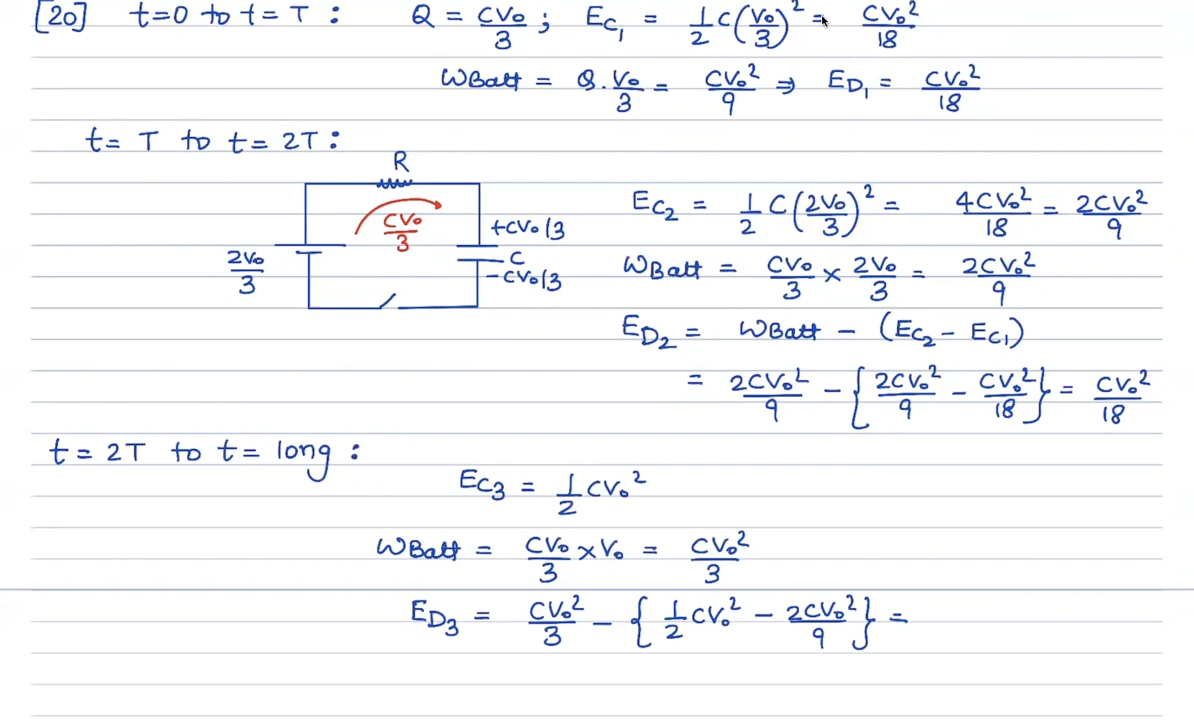 [20] t=0 to t=T : Q = CV₀/3 ; E_C₁ = 1/2 C(V₀/3)² = CV₀²/18
WBatt = Q.V₀/3 = CV₀²/9 ⇒ E_D₁ = CV₀²/18
t= T to t= 2T :
R
CV₀/3
+CV₀/3
C
-CV₀/3
2V₀/3
E_C₂ = 1/2 C(2V₀/3)² = 4CV₀²/18 = 2CV₀²/9
WBatt = CV₀/3 × 2V₀/3 = 2CV₀²/9
E_D₂ = WBatt - (E_C₂ - E_C₁)
= 2CV₀²/9 - {2CV₀²/9 - CV₀²/18} = CV₀²/18
t= 2T to t= long :
E_C₃ = 1/2 CV₀²
WBatt = CV₀/3 × V₀ = CV₀²/3
E_D₃ = CV₀²/3 - {1/2 CV₀² - 2CV₀²/9} =